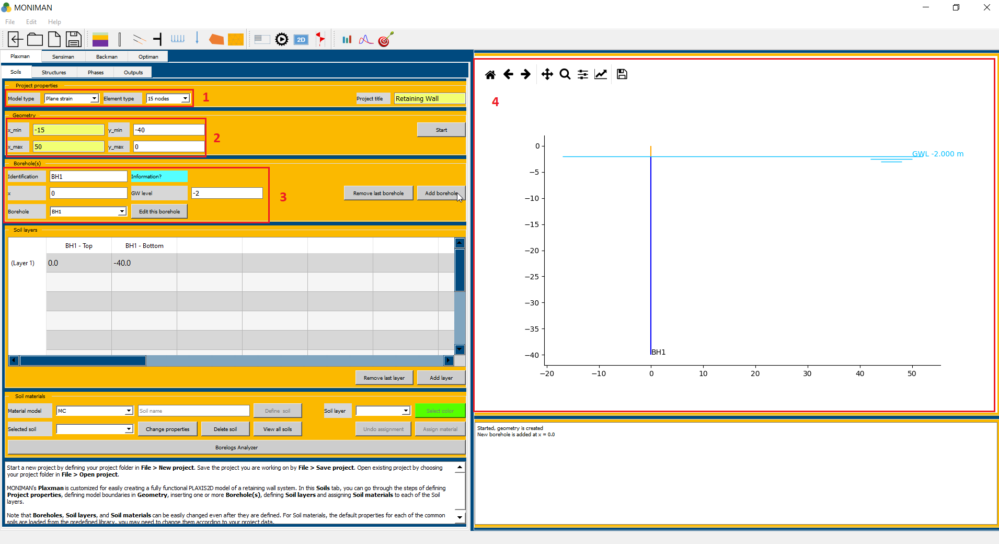 MONIMAN
File Edit Help
2D
Plaxman Sensiman Backman Optiman
Soils Structures Phases Outputs
Project properties
Model type Plane strain Element type 15 nodes 1 Project title Retaining Wall
Geometry
x_min -15 y_min -40 Start
2
x_max 50 y_max 0
Borehole(s)
Identification BH1 Information?
x 0 GW level -2 3 Remove last borehole Add borehole
Borehole BH1 Edit this borehole
Soil layers
BH1 - Top BH1 - Bottom
(Layer 1) 0.0 -40.0
Remove last layer Add layer
Soil materials
Material model MC Soil name Define soil Soil layer Select color
Selected soil Change properties Delete soil View all soils Undo assignment Assign material
Borelogs Analyzer
Start a new project by defining your project folder in File > New project. Save the project you are working on by File > Save project. Open existing project by choosing
your project folder in File > Open project.
MONIMAN's Plaxman is customized for easily creating a fully functional PLAXIS2D model of a retaining wall system. In this Soils tab, you can go through the steps of defining
Project properties, defining model boundaries in Geometry, inserting one or more Borehole(s), defining Soil layers and assigning Soil materials to each of the Soil
layers.
Note that Boreholes, Soil layers, and Soil materials can be easily changed even after they are defined. For Soil materials, the default properties for each of the common
soils are loaded from the predefined library, you may need to change them according to your project data.
4
0
GWL -2.000 m
−5
−10
−15
−20
−25
−30
−35
−40
BH1
−20 −10 0 10 20 30 40 50
Started, geometry is created
New borehole is added at x = 0.0